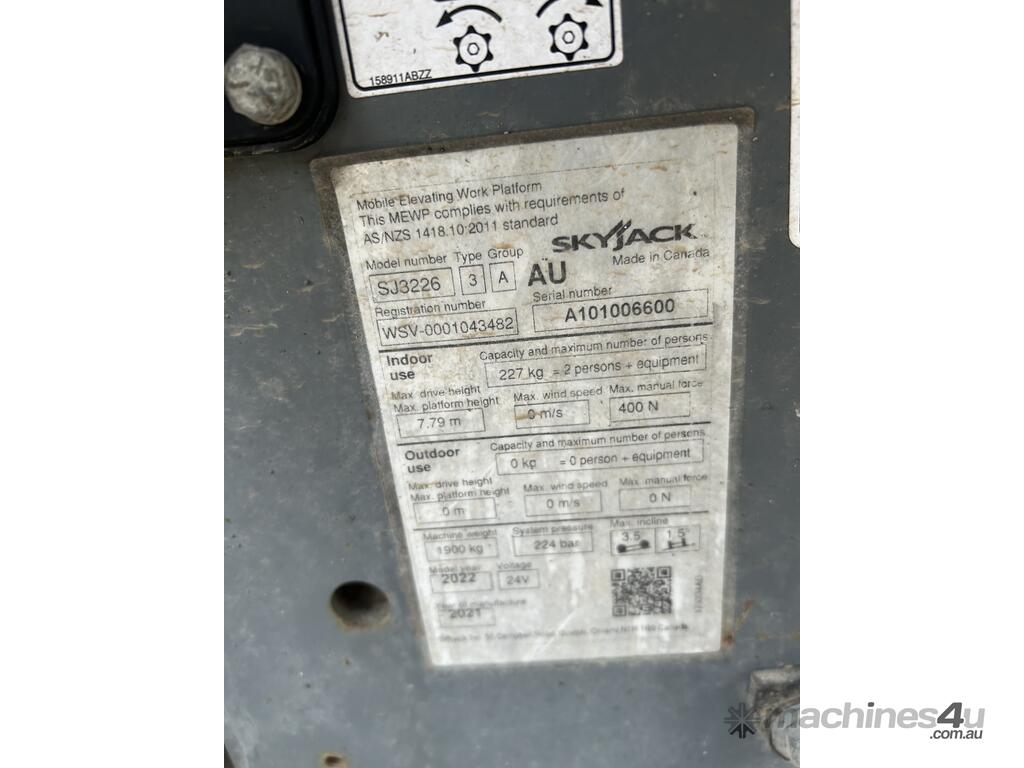 158911ABZZ
Mobile Elevating Work Platform
This MEWP complies with requirements of
AS/NZS 1418.10:2011 standard
SKYJACK
Made in Canada
Model number Type Group
SJ3226 3 A AU
Registration number Serial number
WSV-0001043482 A101006600
Indoor use
Capacity and maximum number of persons
227 kg = 2 persons + equipment
Max. drive height
Max. platform height Max. wind speed Max. manual force
7.79 m 0 m/s 400 N
Outdoor use
Capacity and maximum number of persons
0 kg = 0 person + equipment
Max. drive height
Max. platform height Max. wind speed Max. manual force
0 m 0 m/s 0 N
Machine weight System pressure Max. incline
1900 kg 224 bar 3.5° 1.5°
Model year Voltage
2022 24V
Year of manufacture
2021
machines4u
.com.au